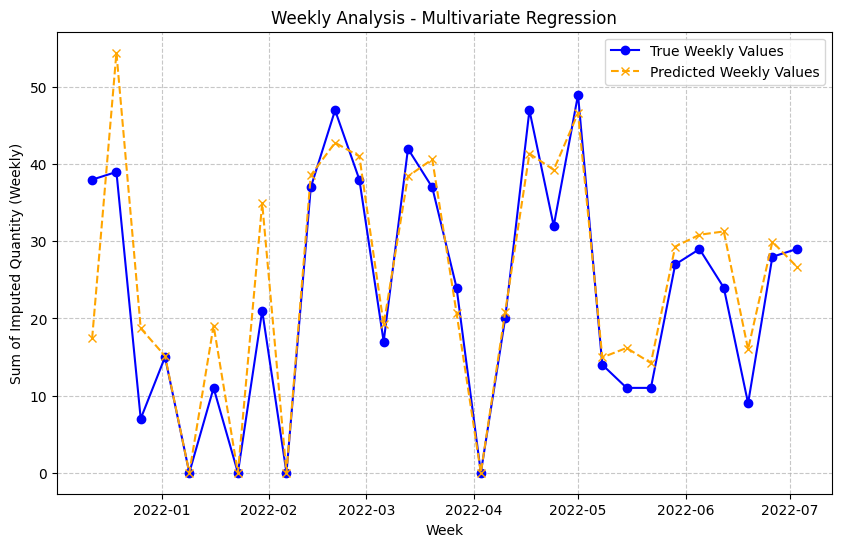 Weekly Analysis - Multivariate Regression
True Weekly Values
Predicted Weekly Values
Sum of Imputed Quantity (Weekly)
50
40
30
20
10
0
2022-01 2022-02 2022-03 2022-04 2022-05 2022-06 2022-07
Week